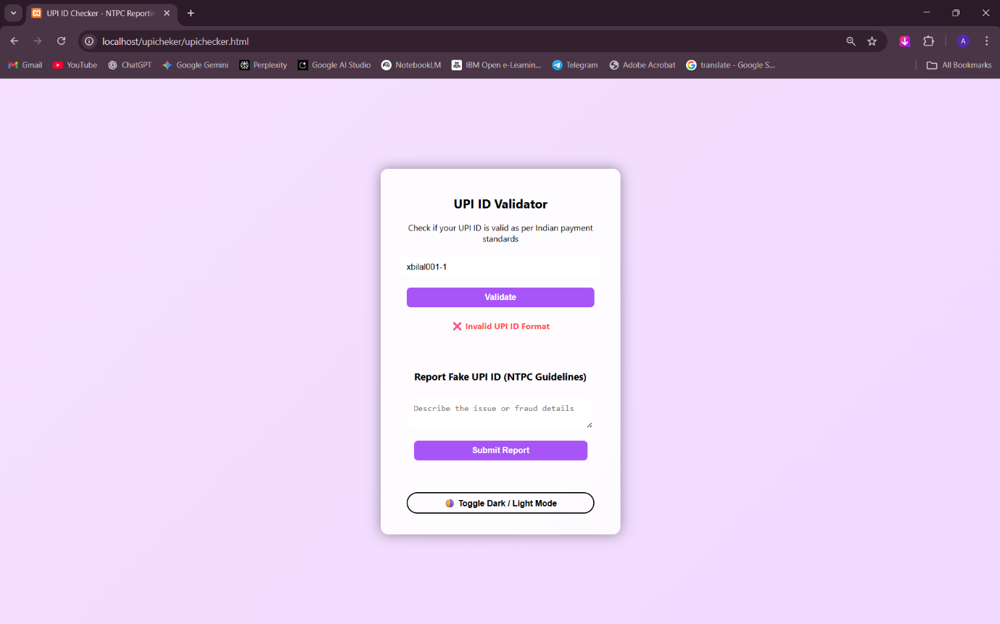 UPI ID Checker - NTPC Reportin
localhost/upicheker/upichecker.html
A
Gmail
YouTube
ChatGPT
Google Gemini
Perplexity
Google AI Studio
NotebookLM
IBM Open e-Learnin...
Telegram
Adobe Acrobat
translate - Google S...
All Bookmarks
UPI ID Validator
Check if your UPI ID is valid as per Indian payment
standards
xbilal001-1
Validate
❌ Invalid UPI ID Format
Report Fake UPI ID (NTPC Guidelines)
Describe the issue or fraud details
Submit Report
Toggle Dark / Light Mode